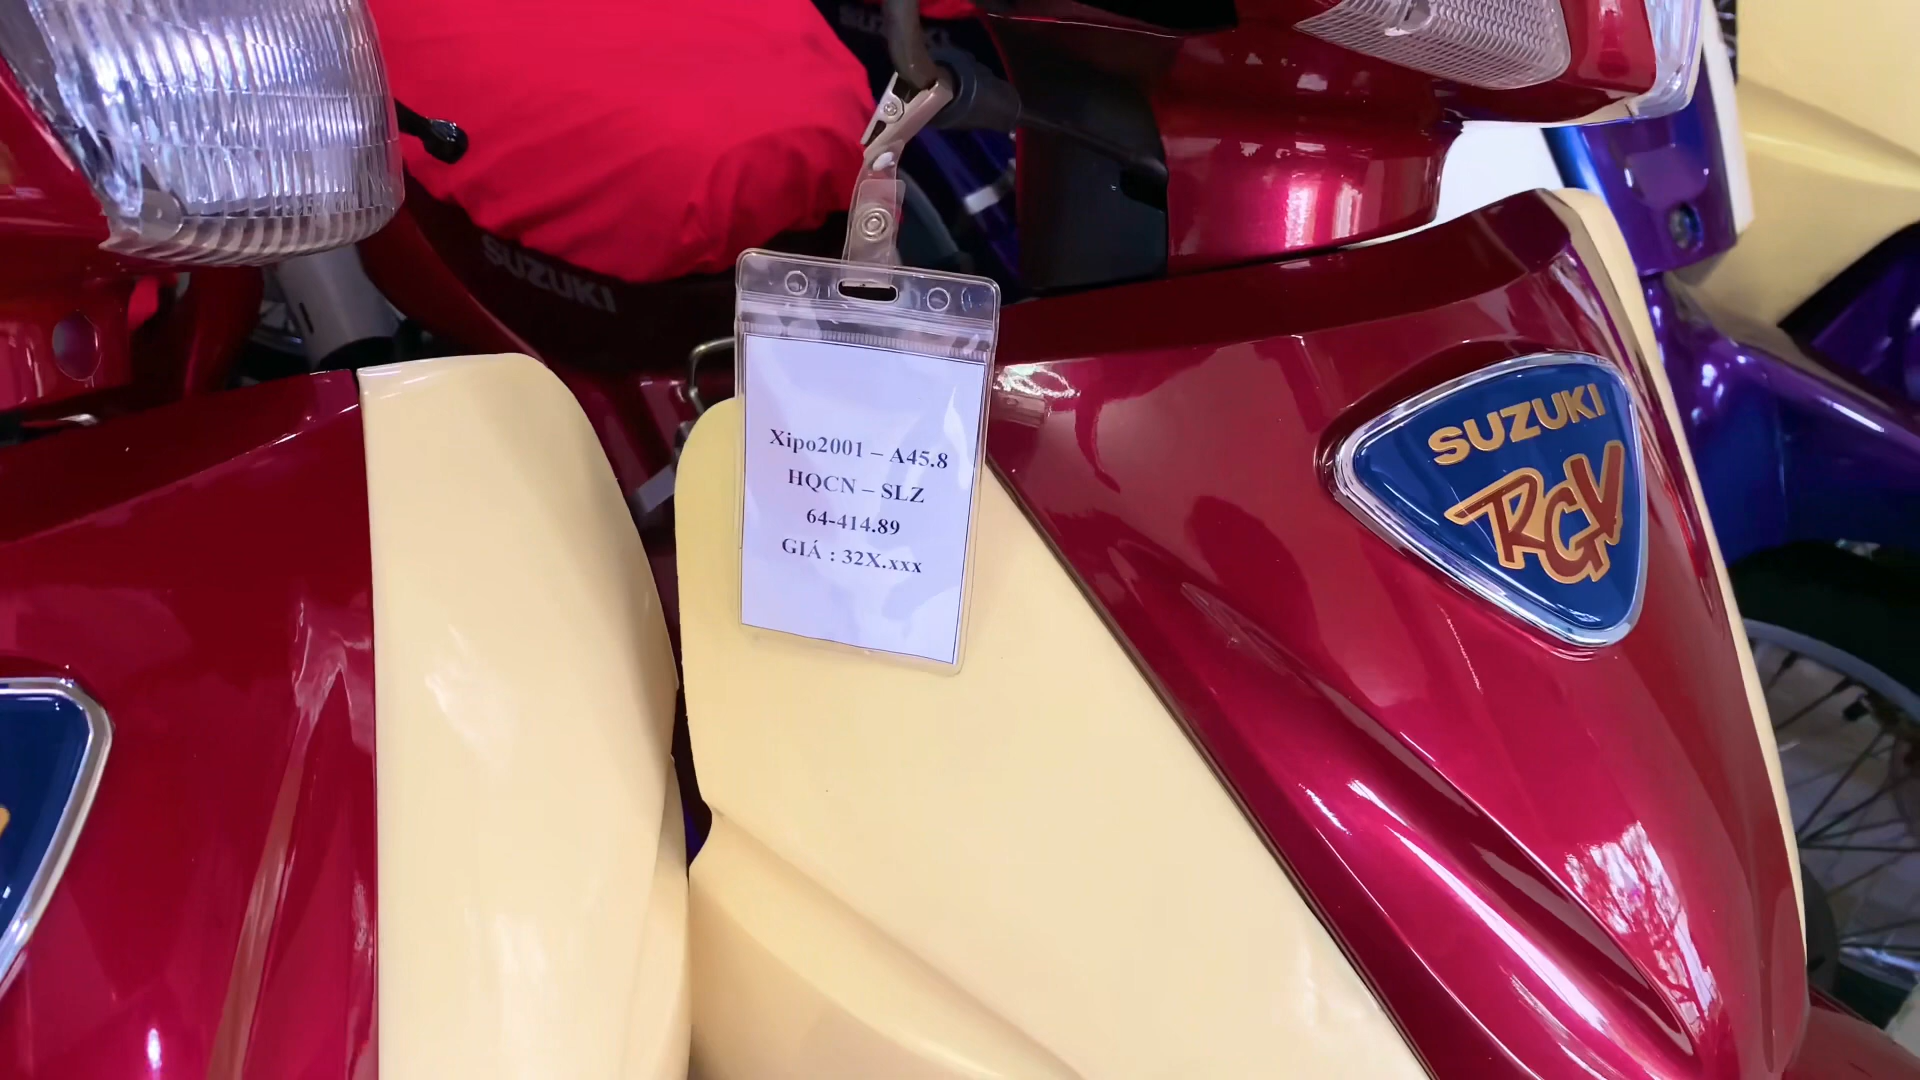 SUZUKI
Xipo2001 – A45.8
HQCN – SLZ
64-414.89
GIÁ : 32X.xxx
SUZUKI
RGV
SUZUKI